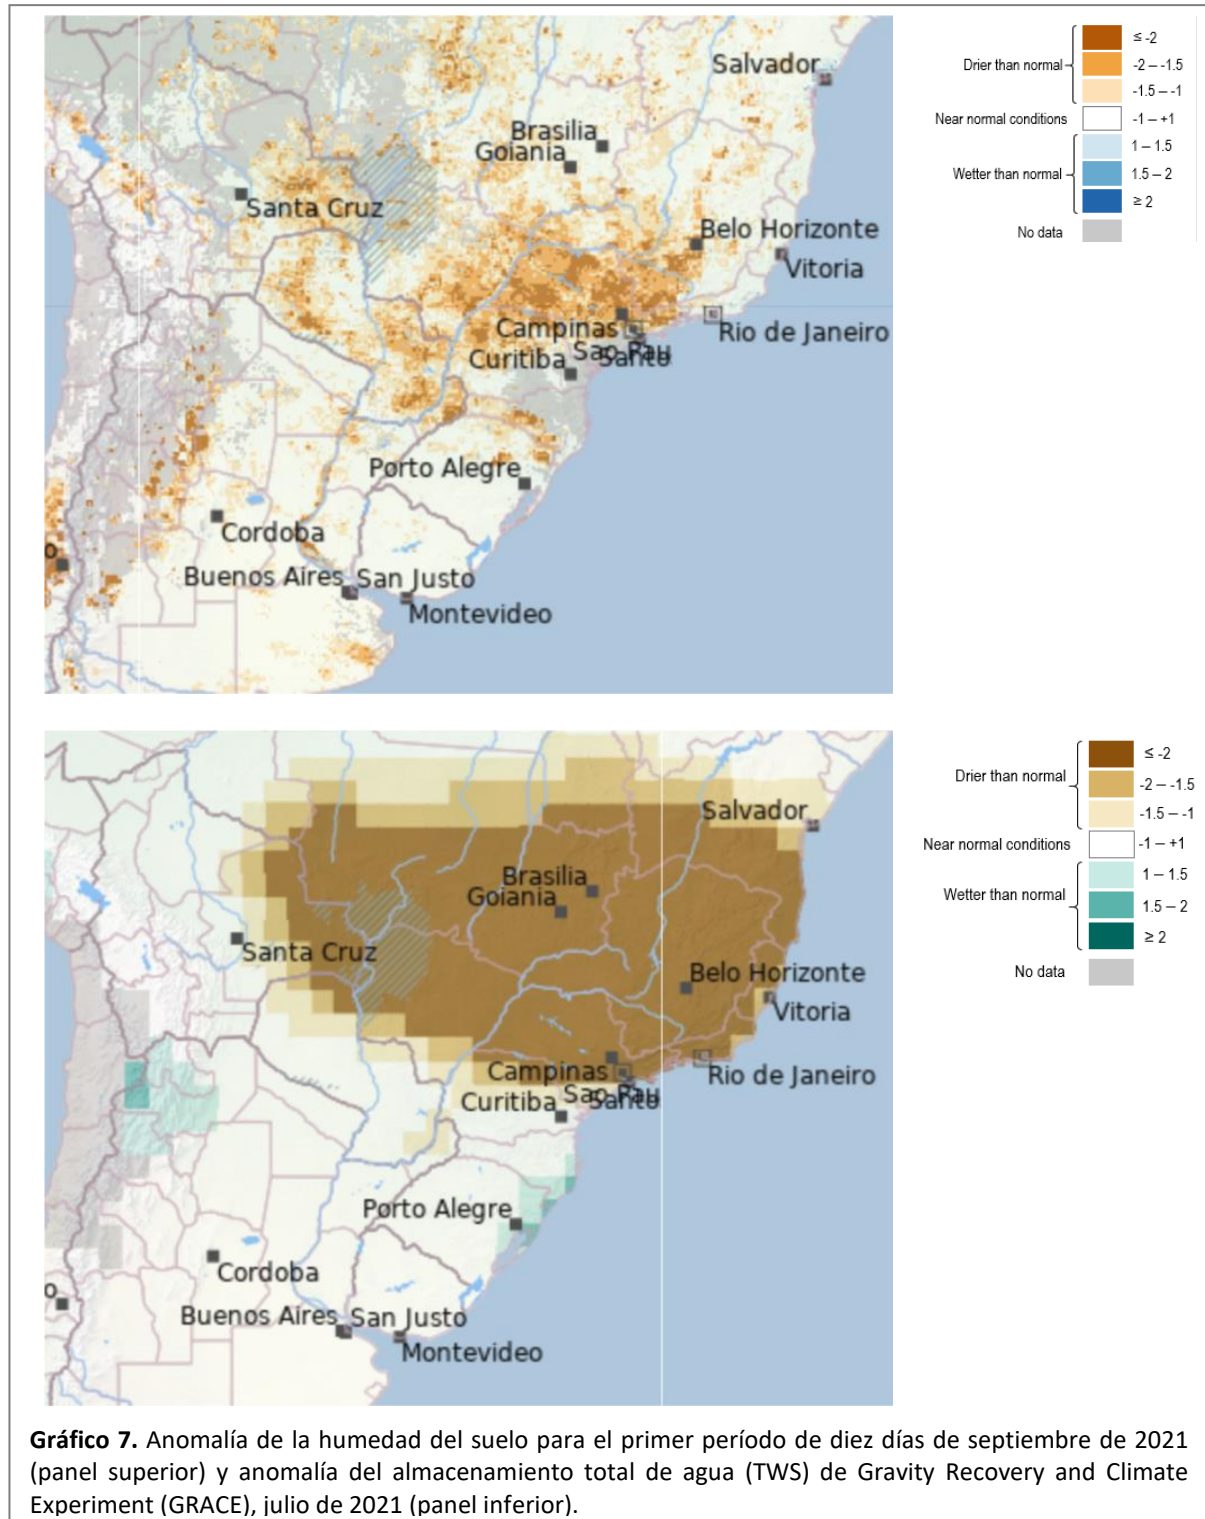 Salvador
Brasilia
Goiania
Santa Cruz
Belo Horizonte
Vitoria
Campinas
Rio de Janeiro
Curitiba
Sao Pau
Santo
Porto Alegre
Cordoba
o
Buenos Aires
San Justo
Montevideo
≤ -2
Drier than normal
-2 – -1.5
-1.5 – -1
Near normal conditions
-1 – +1
1 – 1.5
Wetter than normal
1.5 – 2
≥ 2
No data
Salvador
Brasilia
Goiania
Santa Cruz
Belo Horizonte
Vitoria
Campinas
Rio de Janeiro
Curitiba
Sao Pau
Santo
Porto Alegre
Cordoba
o
Buenos Aires
San Justo
Montevideo
≤ -2
Drier than normal
-2 – -1.5
-1.5 – -1
Near normal conditions
-1 – +1
1 – 1.5
Wetter than normal
1.5 – 2
≥ 2
No data
Gráfico 7. Anomalía de la humedad del suelo para el primer período de diez días de septiembre de 2021
(panel superior) y anomalía del almacenamiento total de agua (TWS) de Gravity Recovery and Climate
Experiment (GRACE), julio de 2021 (panel inferior).